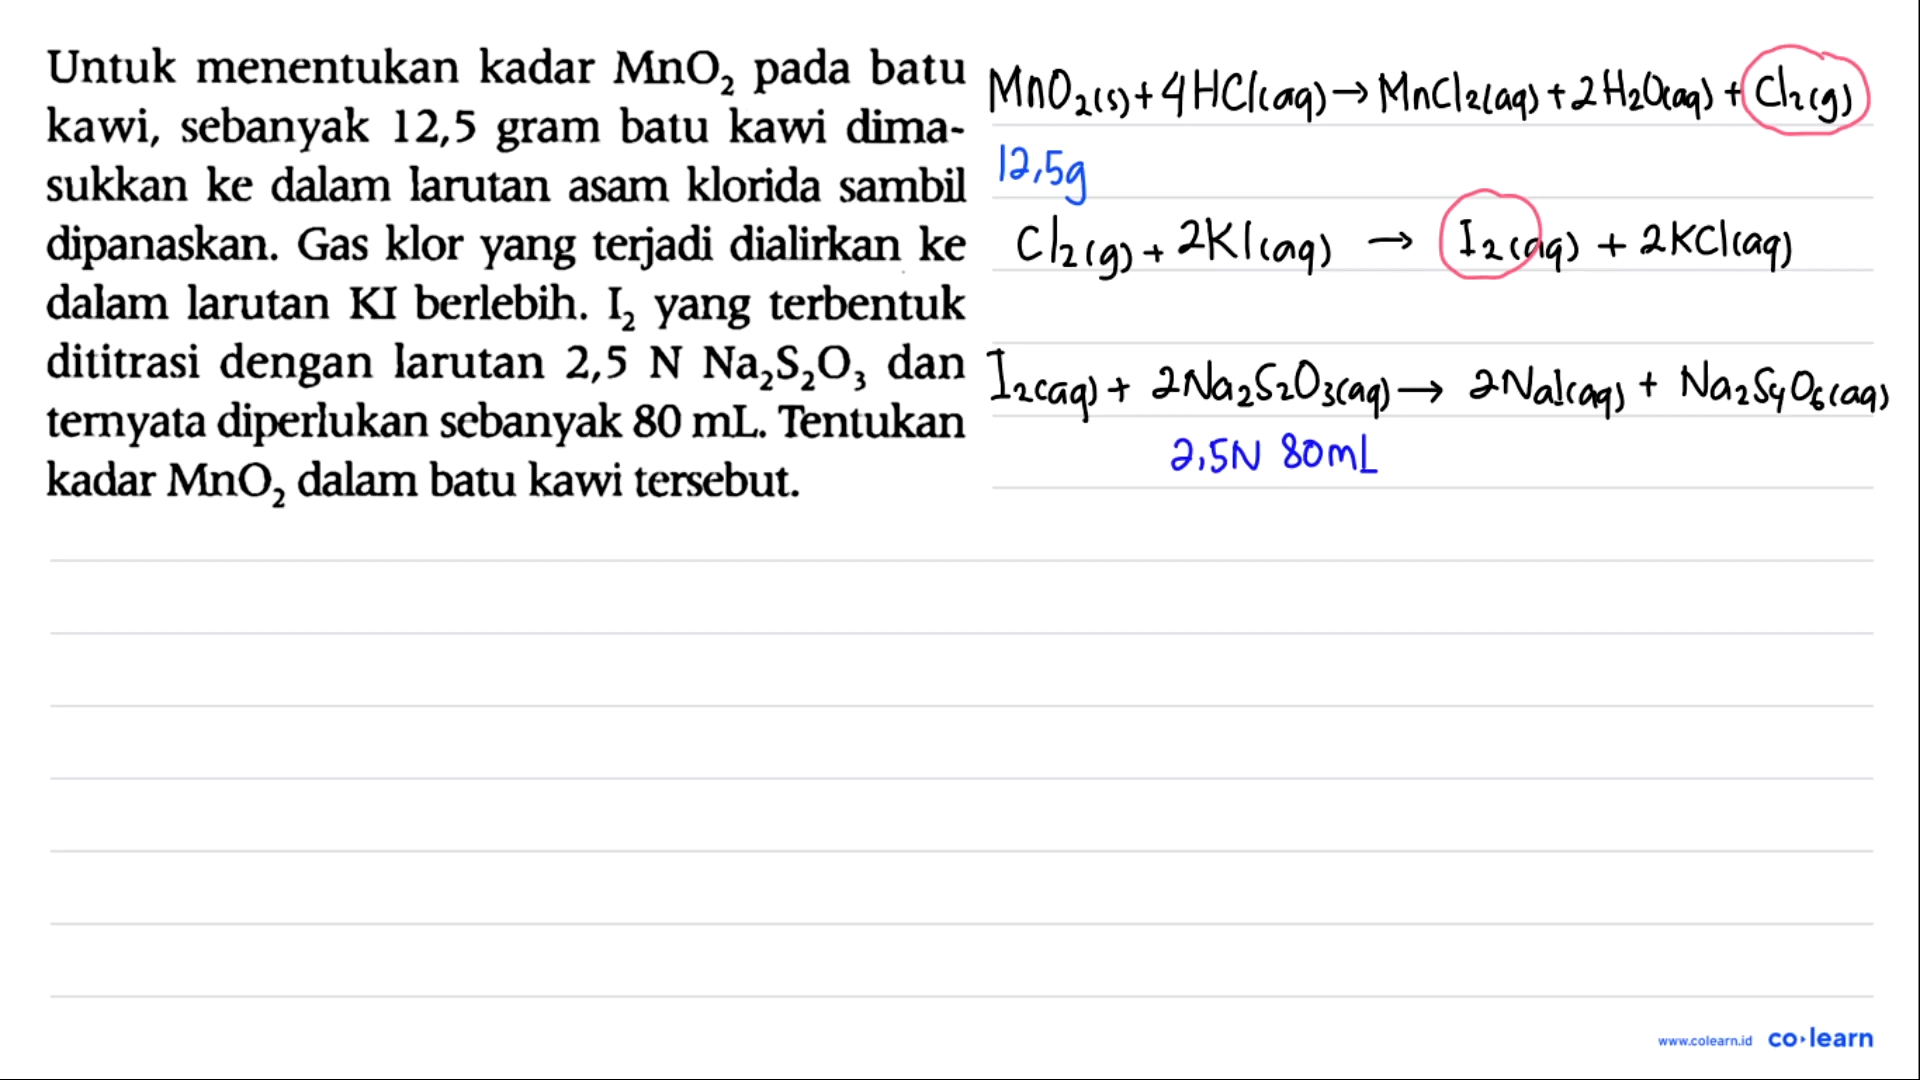 Untuk menentukan kadar MnO₂ pada batu
kawi, sebanyak 12,5 gram batu kawi dima-
sukkan ke dalam larutan asam klorida sambil
dipanaskan. Gas klor yang terjadi dialirkan ke
dalam larutan KI berlebih. I₂ yang terbentuk
dititrasi dengan larutan 2,5 N Na₂S₂O₃ dan
ternyata diperlukan sebanyak 80 mL. Tentukan
kadar MnO₂ dalam batu kawi tersebut.
MnO₂(s) + 4HCl(aq) → MnCl₂(aq) + 2H₂O(aq) + Cl₂(g)
12,5g
Cl₂(g) + 2KI(aq) → I₂(aq) + 2KCl(aq)
I₂(aq) + 2Na₂S₂O₃(aq) → 2NaI(aq) + Na₂S₄O₆(aq)
2,5N 80mL
www.colearn.id co·learn